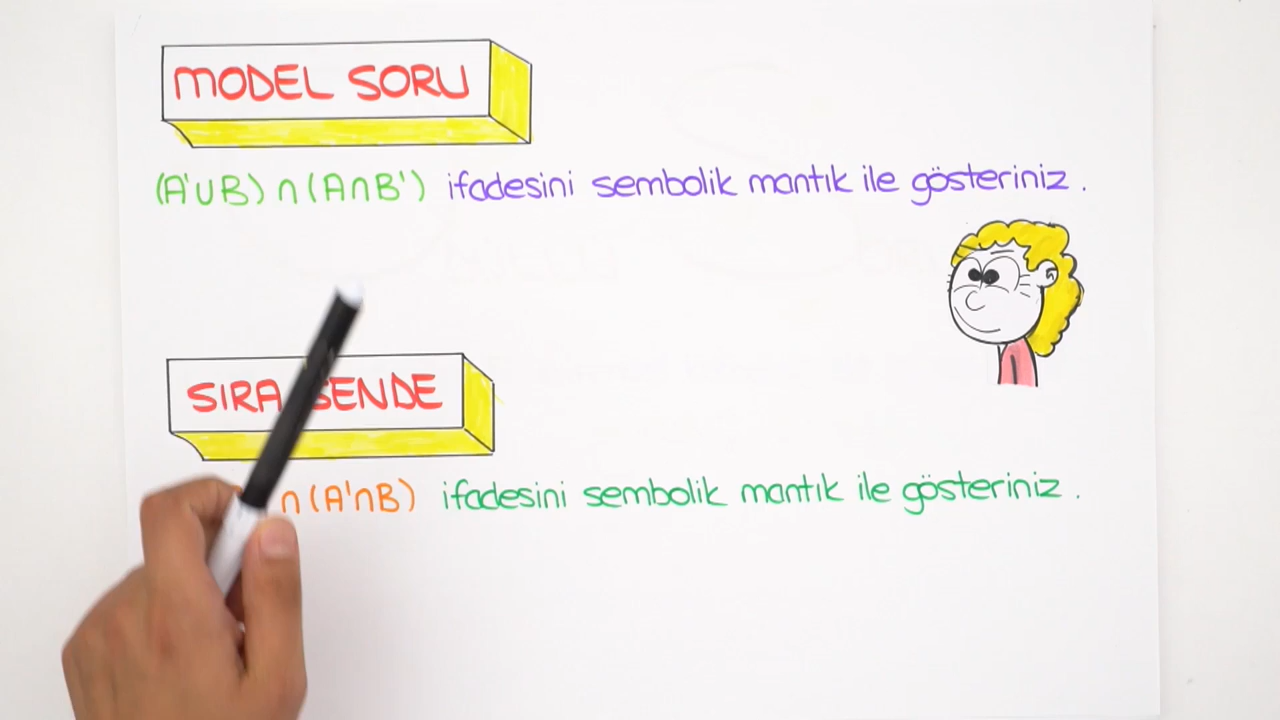 MODEL SORU
(A'∪B) ∩ (A∩B') ifadesini sembolik mantık ile gösteriniz.
SIRA SENDE
∩ (A'∩B) ifadesini sembolik mantık ile gösteriniz.